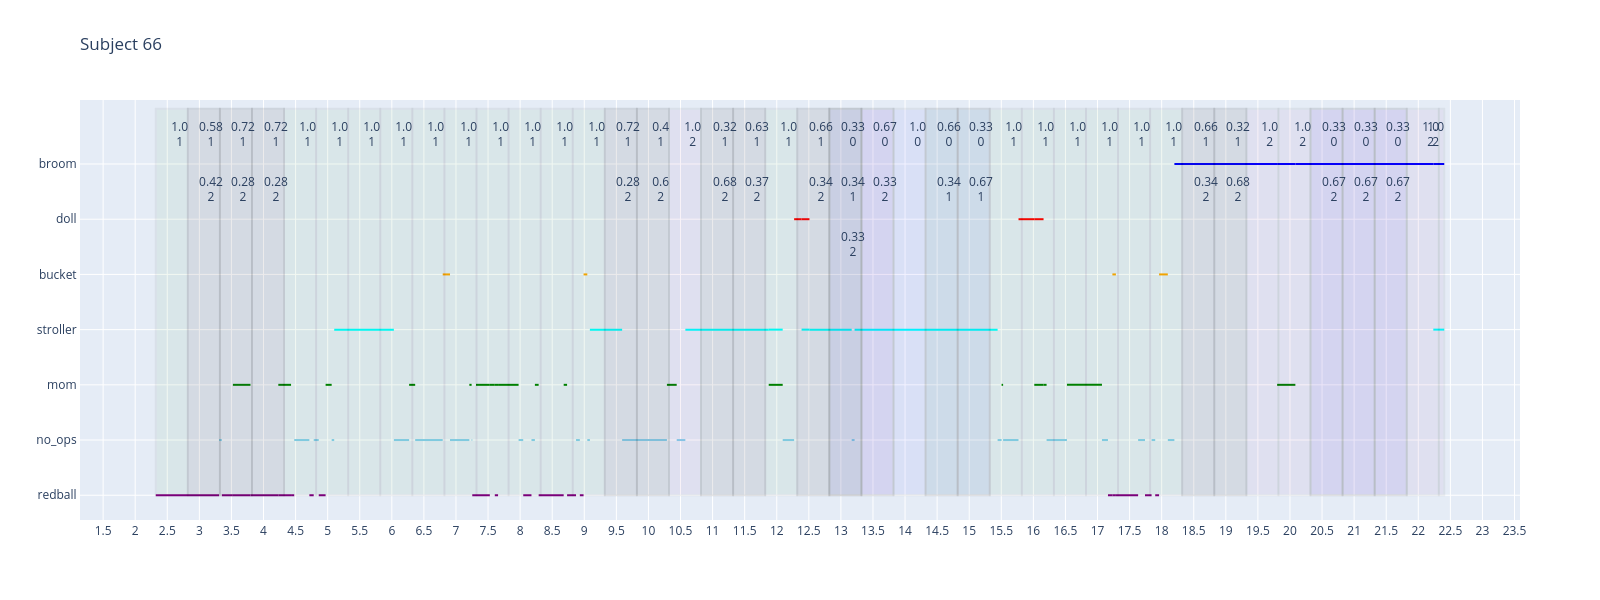 Subject 66
1.0 0.58 0.72 0.72 1.0 1.0 1.0 1.0 1.0 1.0 1.0 1.0 1.0 1.0 0.72 0.4 1.0 0.32 0.63 1.0 0.66 0.33 0.67 1.0 0.66 0.33 1.0 1.0 1.0 1.0 1.0 1.0 0.66 0.32 1.0 1.0 0.33 0.33 0.33
1 1 1 1 1 1 1 1 1 1 1 1 1 1 1 1 2 1 1 1 1 0 0 0 0 0 1 1 1 1 1 1 1 1 2 2 0 0 0
broom
0.42 0.28 0.28 0.28 0.6 0.68 0.37 0.34 0.34 0.33 0.34 0.67 0.34 0.68 0.67 0.67 0.67
2 2 2 2 2 2 2 2 1 2 1 1 2 2 2 2 2
doll
0.33
2
bucket
stroller
mom
no_ops
redball
1.5 2 2.5 3 3.5 4 4.5 5 5.5 6 6.5 7 7.5 8 8.5 9 9.5 10 10.5 11 11.5 12 12.5 13 13.5 14 14.5 15 15.5 16 16.5 17 17.5 18 18.5 19 19.5 20 20.5 21 21.5 22 22.5 23 23.5